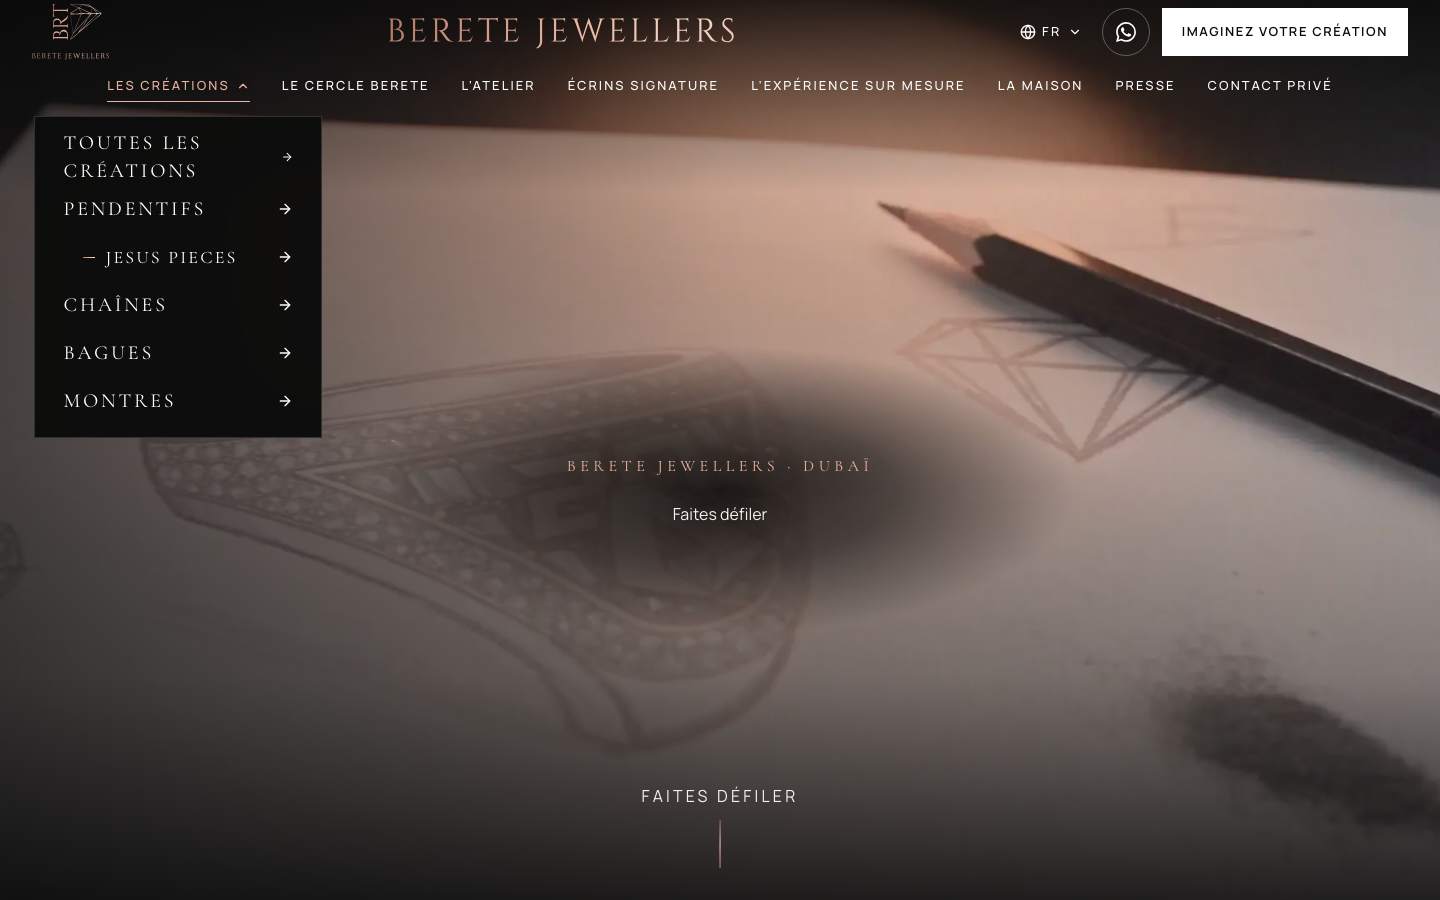 BRT
BERETE JEWELLERS
BERETE JEWELLERS
FR
IMAGINEZ VOTRE CRÉATION
LES CRÉATIONS
LE CERCLE BERETE
L'ATELIER
ÉCRINS SIGNATURE
L'EXPÉRIENCE SUR MESURE
LA MAISON
PRESSE
CONTACT PRIVÉ
TOUTES LES
CRÉATIONS
PENDENTIFS
— JESUS PIECES
CHAÎNES
BAGUES
MONTRES
BERETE JEWELLERS · DUBAÏ
Faites défiler
FAITES DÉFILER